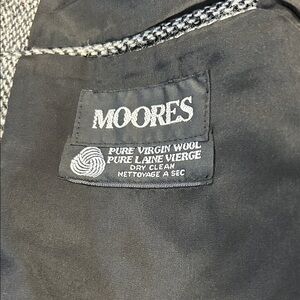 MOORES
PURE VIRGIN WOOL
PURE LAINE VIERGE
DRY CLEAN
NETTOYAGE A SEC